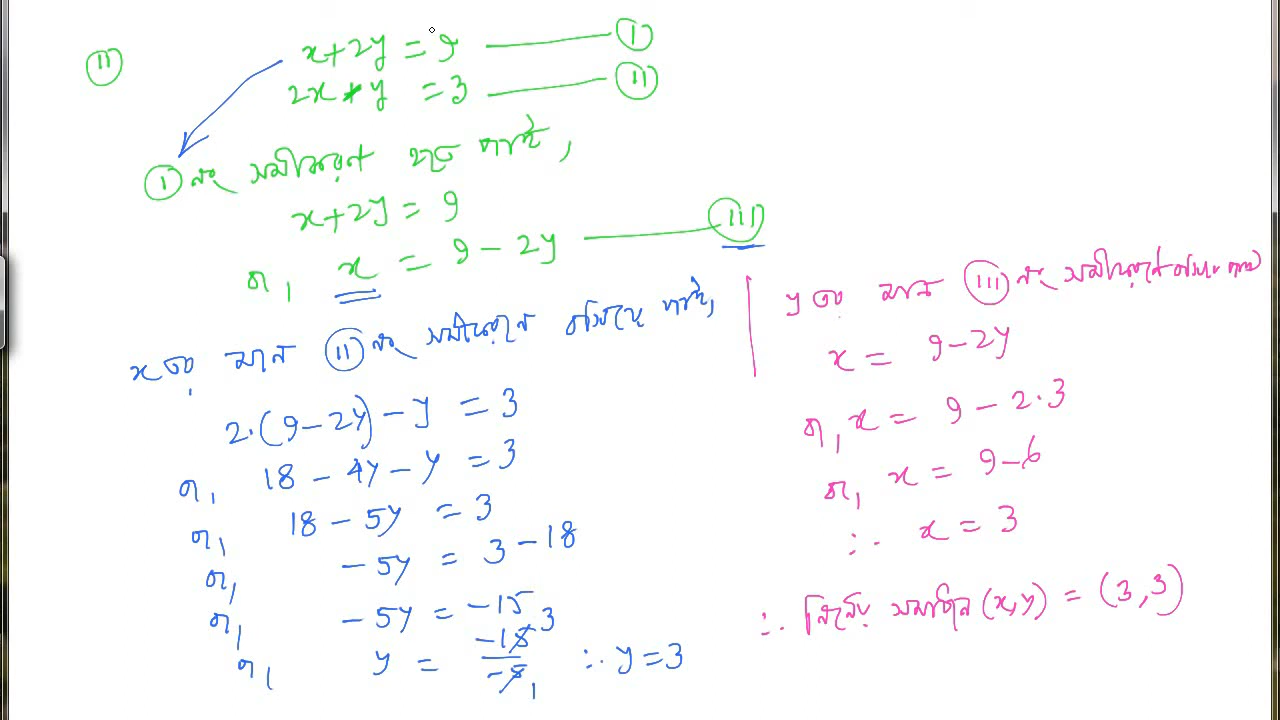 (ii) x + 2y = 9 —— (i)
2x - y = 3 —— (ii)
(i) নং সমীকরণ হতে পাই,
x + 2y = 9
বা, x = 9 - 2y —— (iii)
x এর মান (ii) নং সমীকরণে বসিয়ে পাই,
2·(9 - 2y) - y = 3
বা, 18 - 4y - y = 3
বা, 18 - 5y = 3
বা, -5y = 3 - 18
বা, -5y = -15
বা, y = -15/-5 3 1 ∴ y = 3
y এর মান (iii) নং সমীকরণে বসিয়ে পাই
x = 9 - 2y
বা, x = 9 - 2·3
বা, x = 9 - 6
∴ x = 3
∴ নির্ণেয় সমাধান (x, y) = (3, 3)